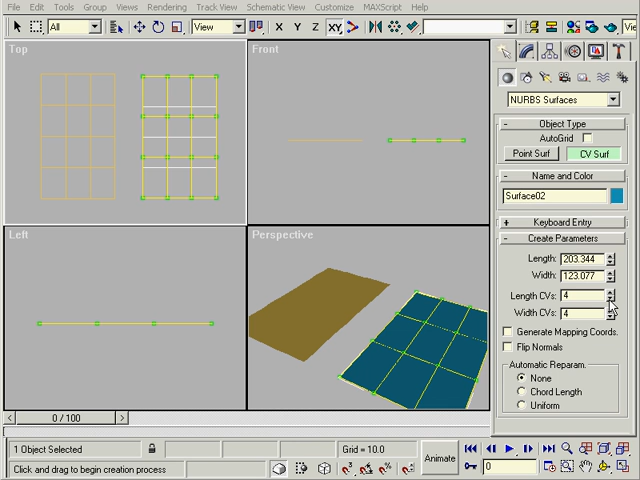 File Edit Tools Group Views Rendering Track View Schematic View Customize MAXScript Help
All View X Y Z XY
Top
Front
Left
Perspective
NURBS Surfaces
- Object Type
AutoGrid
Point Surf CV Surf
- Name and Color
Surface02
+ Keyboard Entry
- Create Parameters
Length: 203.344
Width: 123.077
Length CVs: 4
Width CVs: 4
Generate Mapping Coords.
Flip Normals
Automatic Reparam.
None
Chord Length
Uniform
< 0 / 100 >
1 Object Selected
Grid = 10.0
Animate
0
Click and drag to begin creation process